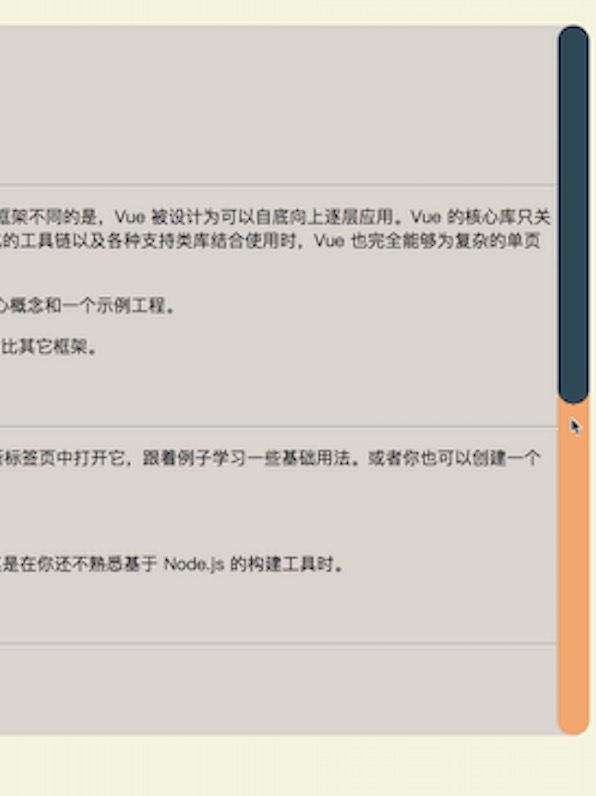 框架不同的是，Vue 被设计为可以自底向上逐层应用。Vue 的核心库只关
的工具链以及各种支持类库结合使用时，Vue 也完全能够为复杂的单页
心概念和一个示例工程。
比其它框架。
标签页中打开它，跟着例子学习一些基础用法。或者你也可以创建一个
是在你还不熟悉基于 Node.js 的构建工具时。